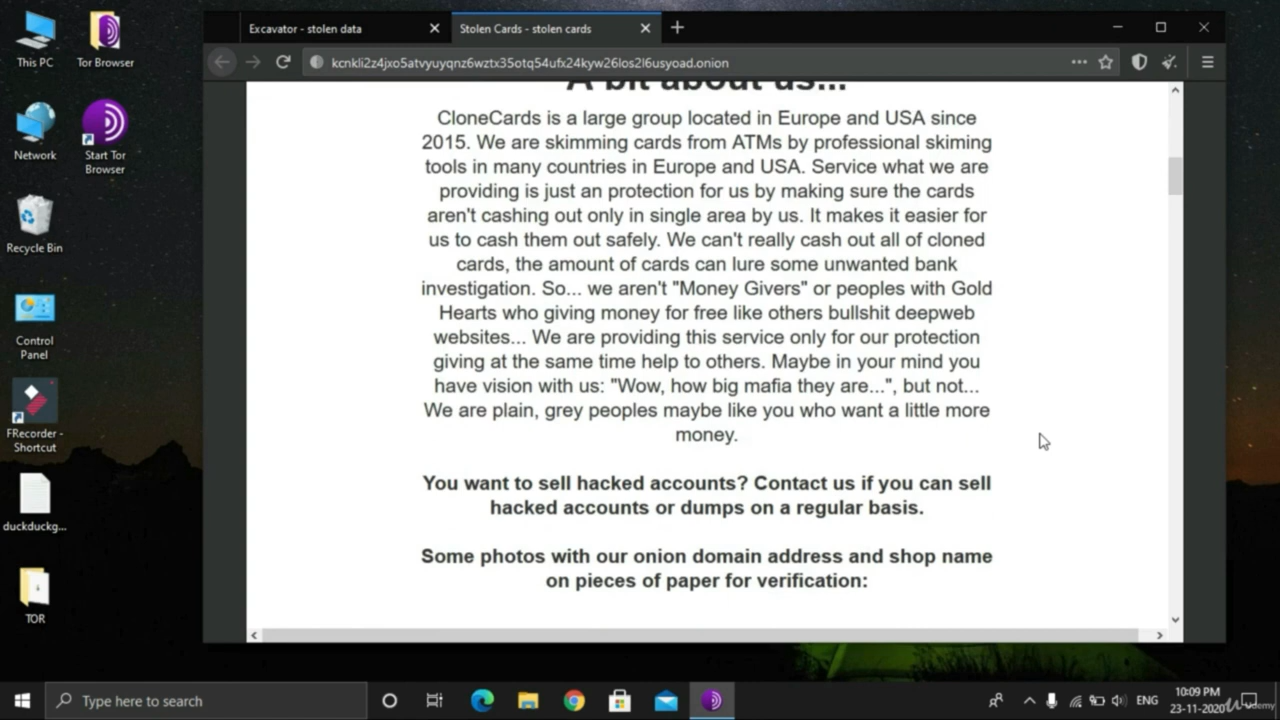 This PC
Tor Browser
Network
Start Tor
Browser
Recycle Bin
Control
Panel
FRecorder -
Shortcut
duckduckg...
TOR
Excavator - stolen data
Stolen Cards - stolen cards
kcnkli2z4jxo5atvyuyqnz6wztx35otq54ufx24kyw26los2l6usyoad.onion
A bit about us...
CloneCards is a large group located in Europe and USA since
2015. We are skimming cards from ATMs by professional skiming
tools in many countries in Europe and USA. Service what we are
providing is just an protection for us by making sure the cards
aren't cashing out only in single area by us. It makes it easier for
us to cash them out safely. We can't really cash out all of cloned
cards, the amount of cards can lure some unwanted bank
investigation. So... we aren't "Money Givers" or peoples with Gold
Hearts who giving money for free like others bullshit deepweb
websites... We are providing this service only for our protection
giving at the same time help to others. Maybe in your mind you
have vision with us: "Wow, how big mafia they are...", but not...
We are plain, grey peoples maybe like you who want a little more
money.
You want to sell hacked accounts? Contact us if you can sell
hacked accounts or dumps on a regular basis.
Some photos with our onion domain address and shop name
on pieces of paper for verification:
Type here to search
ENG
10:09 PM
23-11-2020
Udemy